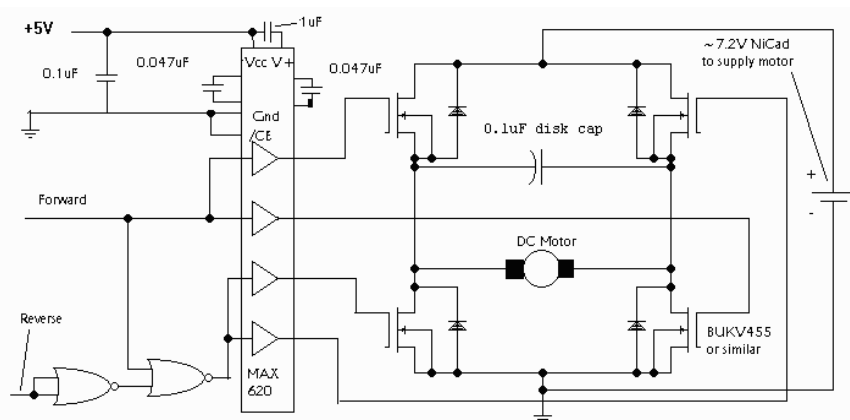 +5V
1uF
0.1uF
0.047uF
Vcc V+
0.047uF
~7.2V NiCad
to supply motor
Gnd
/CE
0.1uF disk cap
+
-
Forward
DC Motor
Reverse
BUKV455
or similar
MAX
620